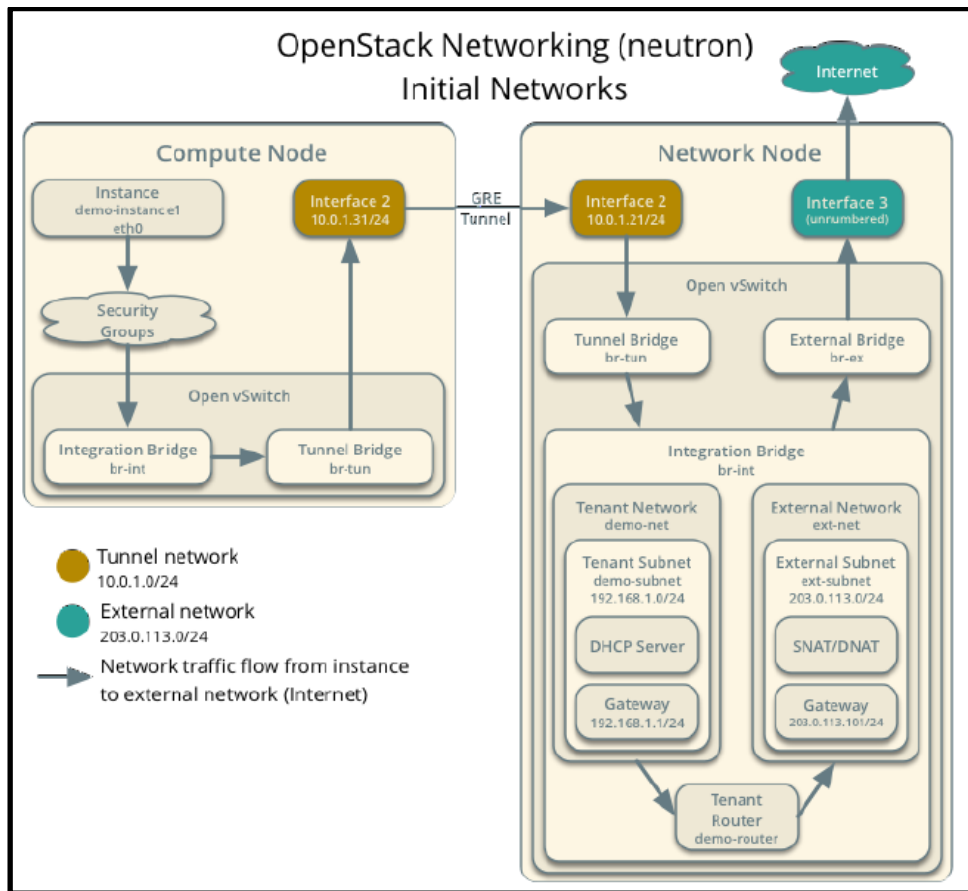 OpenStack Networking (neutron)
Initial Networks
Internet
Compute Node
Instance
demo-instance1
eth0
Interface 2
10.0.1.31/24
Security
Groups
Open vSwitch
Integration Bridge
br-int
Tunnel Bridge
br-tun
GRE
Tunnel
Network Node
Interface 2
10.0.1.21/24
Interface 3
(unnumbered)
Open vSwitch
Tunnel Bridge
br-tun
External Bridge
br-ex
Integration Bridge
br-int
Tenant Network
demo-net
Tenant Subnet
demo-subnet
192.168.1.0/24
DHCP Server
Gateway
192.168.1.1/24
External Network
ext-net
External Subnet
ext-subnet
203.0.113.0/24
SNAT/DNAT
Gateway
203.0.113.101/24
Tenant
Router
demo-router
Tunnel network
10.0.1.0/24
External network
203.0.113.0/24
Network traffic flow from instance
to external network (Internet)